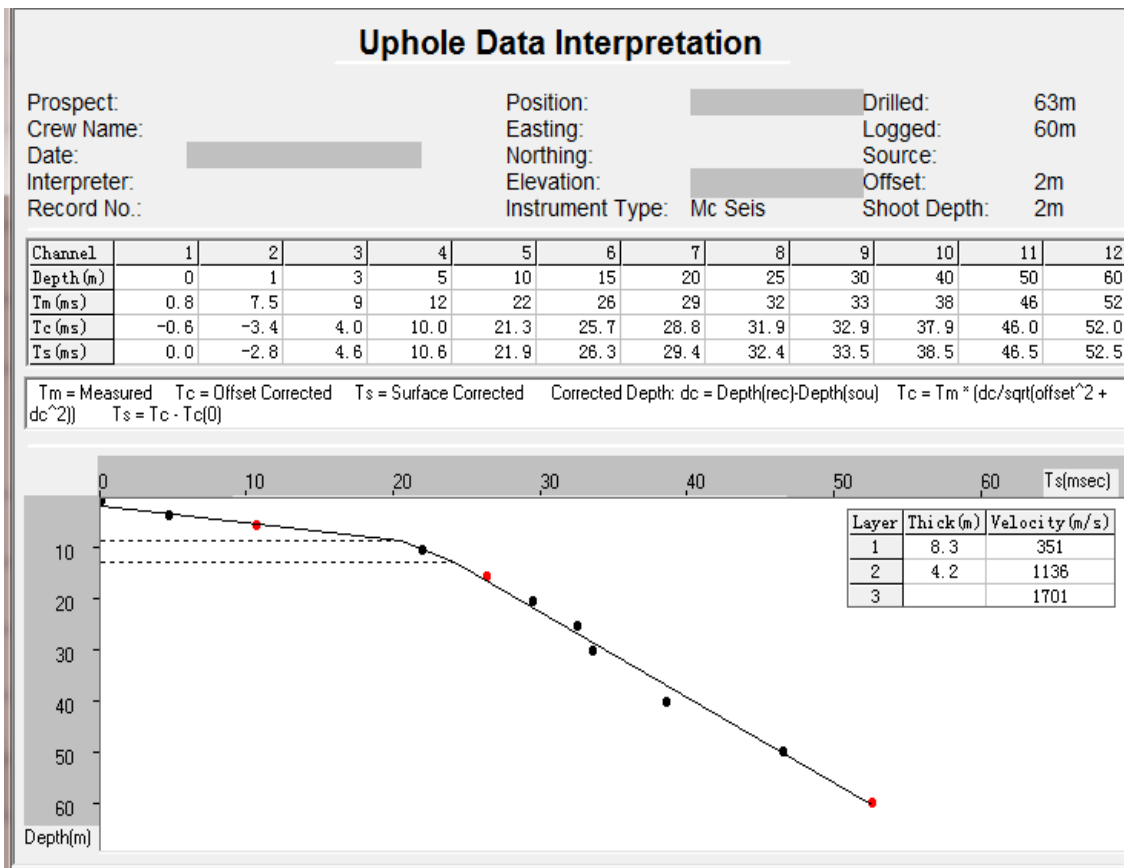 Uphole Data Interpretation
Prospect: Position: Drilled: 63m
Crew Name: Easting: Logged: 60m
Date: Northing: Source:
Interpreter: Elevation: Offset: 2m
Record No.: Instrument Type: Mc Seis Shoot Depth: 2m
Channel 1 2 3 4 5 6 7 8 9 10 11 12
Depth(m) 0 1 3 5 10 15 20 25 30 40 50 60
Tm(ms) 0.8 7.5 9 12 22 26 29 32 33 38 46 52
Tc(ms) -0.6 -3.4 4.0 10.0 21.3 25.7 28.8 31.9 32.9 37.9 46.0 52.0
Ts(ms) 0.0 -2.8 4.6 10.6 21.9 26.3 29.4 32.4 33.5 38.5 46.5 52.5
Tm = Measured Tc = Offset Corrected Ts = Surface Corrected Corrected Depth: dc = Depth(rec)-Depth(sou) Tc = Tm * (dc/sqrt(offset^2 +
dc^2)) Ts = Tc - Tc(0)
0 10 20 30 40 50 60 Ts(msec)
Layer Thick(m) Velocity(m/s)
1 8.3 351
2 4.2 1136
3 1701
10
20
30
40
50
60
Depth(m)